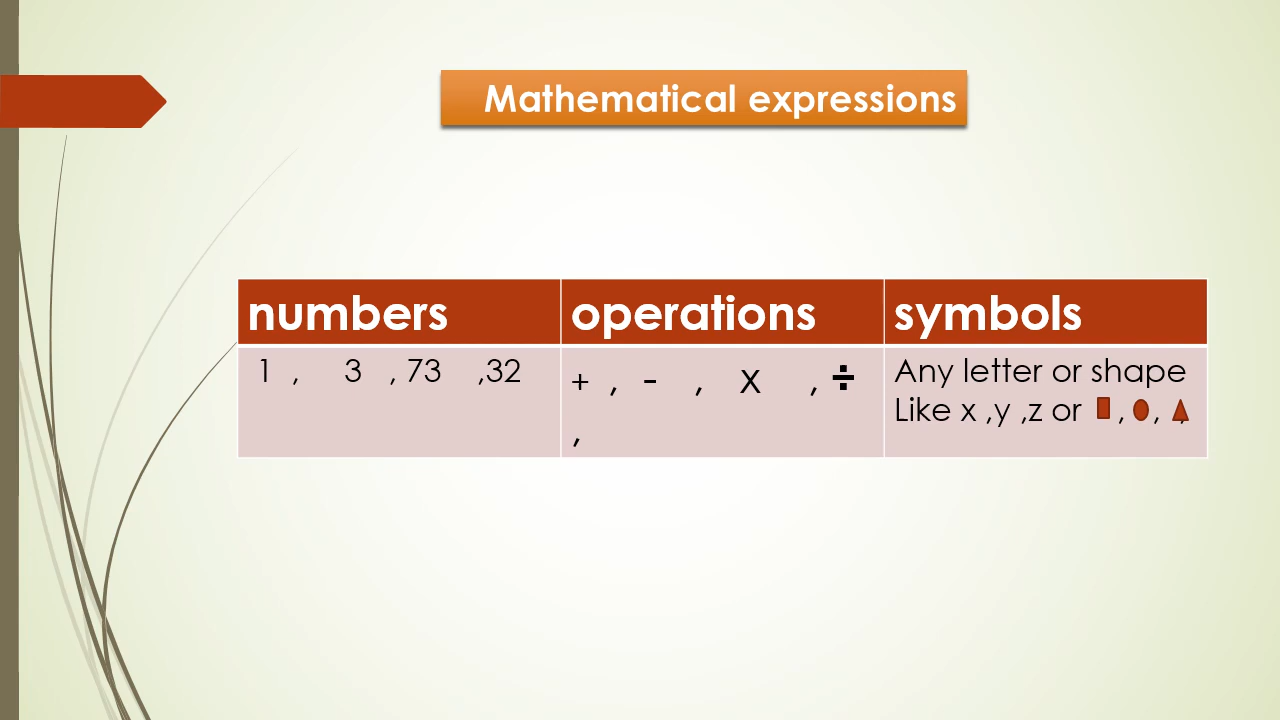 Mathematical expressions
numbers
operations
symbols
1 , 3 , 73 ,32
+ , - , x , ÷
,
Any letter or shape
Like x ,y ,z or , , ,